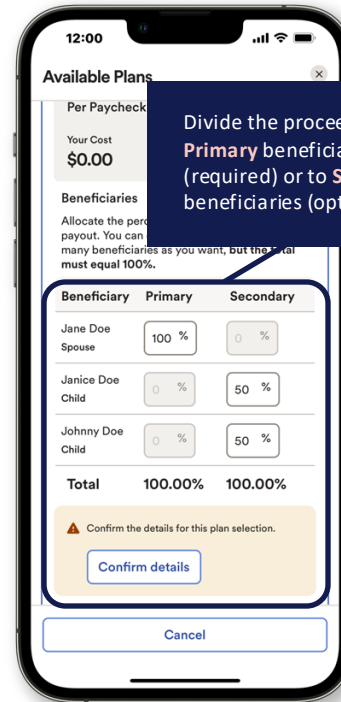 12:00
Available Plans
Per Paycheck
Your Cost
$0.00
Divide the procee
Primary beneficia
(required) or to S
beneficiaries (opt
Beneficiaries
Allocate the perc
payout. You can
many beneficiaries as you want, but the total
must equal 100%.
Beneficiary Primary Secondary
Jane Doe
Spouse
100 % 0 %
Janice Doe
Child
0 % 50 %
Johnny Doe
Child
0 % 50 %
Total 100.00% 100.00%
Confirm the details for this plan selection.
Confirm details
Cancel